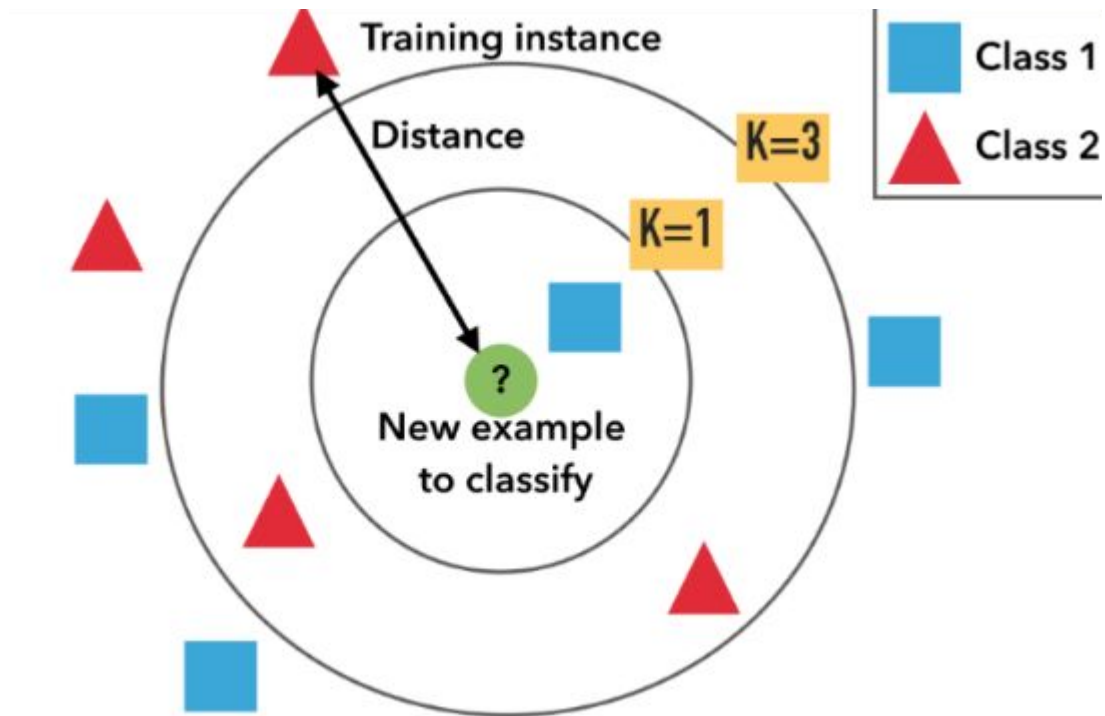 Training instance
Class 1
Distance
K=3
Class 2
K=1
?
New example
to classify